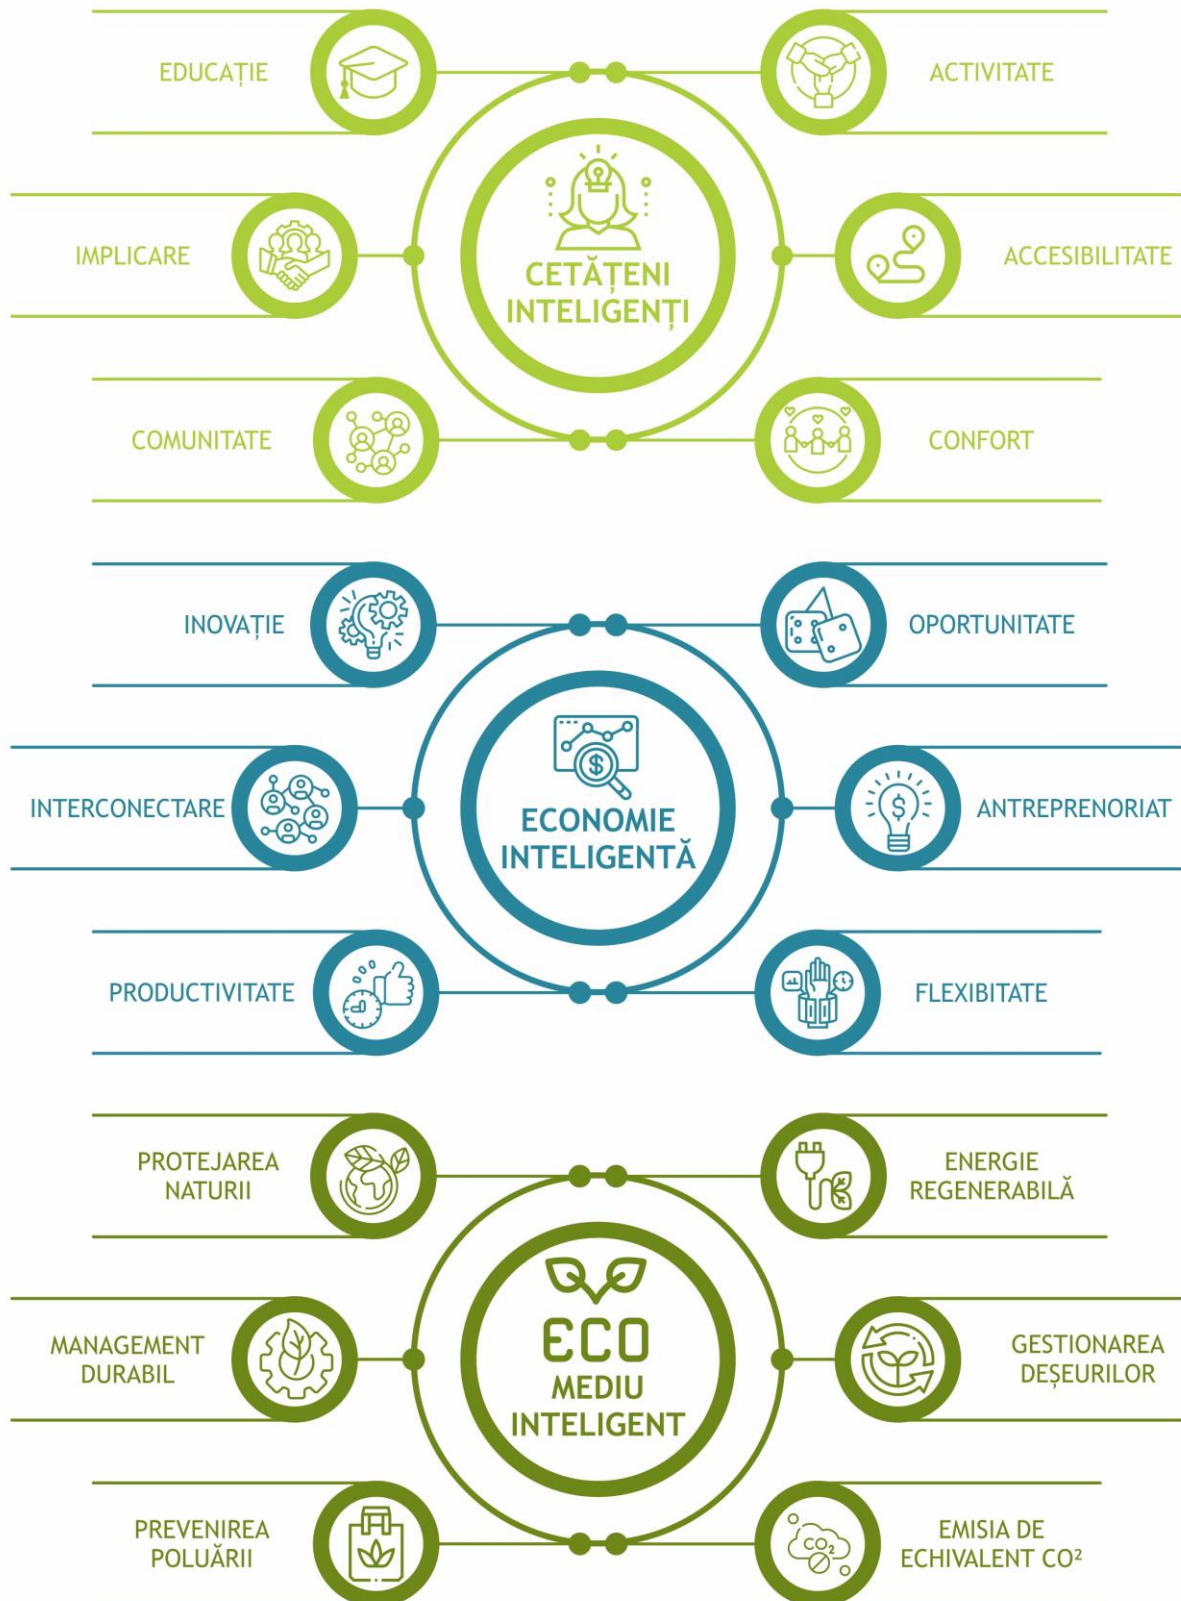 EDUCAȚIE
ACTIVITATE
IMPLICARE
CETĂȚENI
INTELIGENȚI
ACCESIBILITATE
COMUNITATE
CONFORT
INOVAȚIE
OPORTUNITATE
INTERCONECTARE
ECONOMIE
INTELIGENTĂ
ANTREPRENORIAT
PRODUCTIVITATE
FLEXIBITATE
PROTEJAREA
NATURII
ENERGIE
REGENERABILĂ
MANAGEMENT
DURABIL
ECO
MEDIU
INTELIGENT
GESTIONAREA
DEȘEURILOR
PREVENIREA
POLUĂRII
CO₂
EMISIA DE
ECHIVALENT CO²